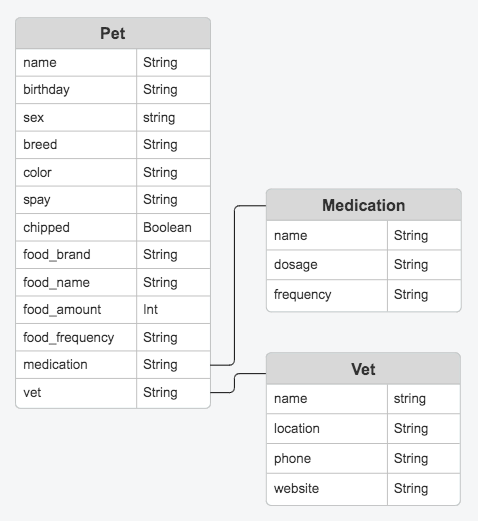 Pet
name String
birthday String
sex string
breed String
color String
spay String
chipped Boolean
food_brand String
food_name String
food_amount Int
food_frequency String
medication String
vet String
Medication
name String
dosage String
frequency String
Vet
name string
location String
phone String
website String